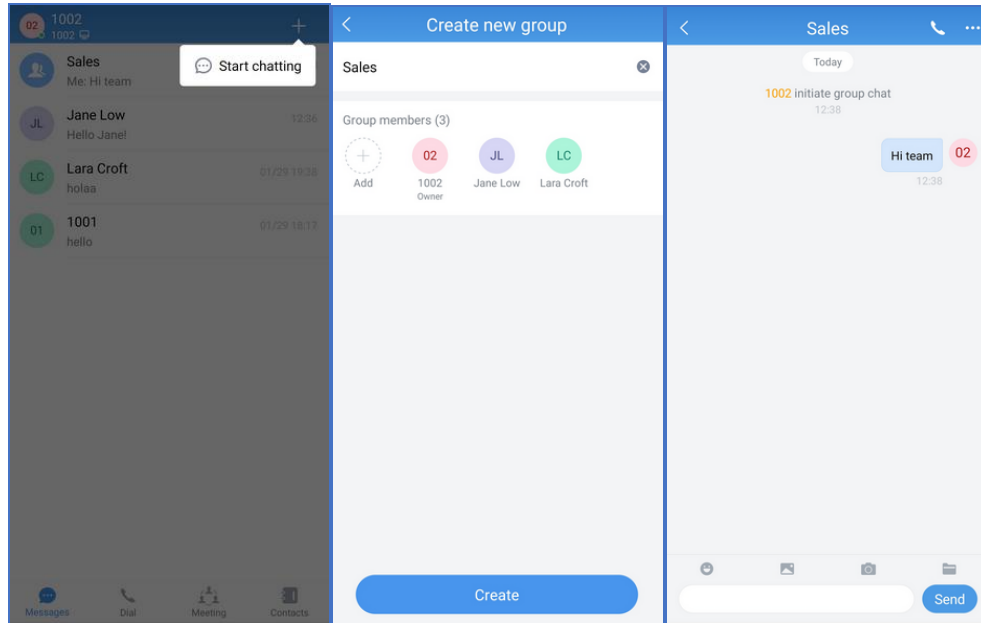 02
1002
1002
Start chatting
Sales
Me: Hi team
JL
Jane Low
12:36
Hello Jane!
LC
Lara Croft
01/29 19:38
holaa
01
1001
01/29 18:17
hello
Messages
Dial
Meeting
Contacts
Create new group
Sales
Group members (3)
02
JL
LC
Add
1002
Jane Low
Lara Croft
Owner
Create
Sales
Today
1002 initiate group chat
12:38
Hi team
02
12:38
Send